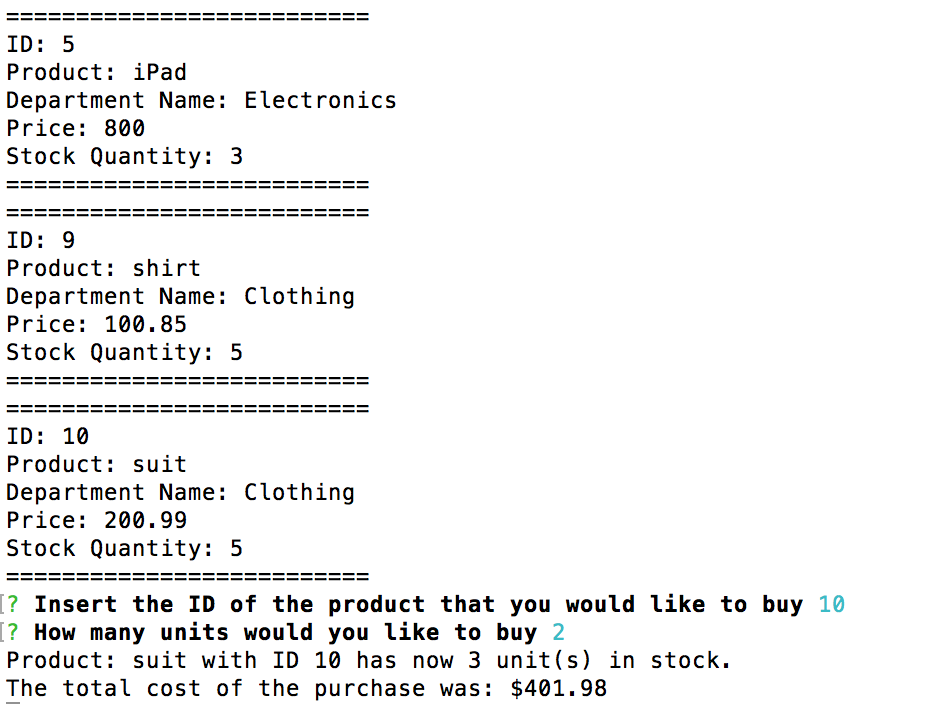 ==========================
ID: 5
Product: iPad
Department Name: Electronics
Price: 800
Stock Quantity: 3
==========================
==========================
ID: 9
Product: shirt
Department Name: Clothing
Price: 100.85
Stock Quantity: 5
==========================
==========================
ID: 10
Product: suit
Department Name: Clothing
Price: 200.99
Stock Quantity: 5
==========================
[? Insert the ID of the product that you would like to buy 10
[? How many units would you like to buy 2
Product: suit with ID 10 has now 3 unit(s) in stock.
The total cost of the purchase was: $401.98